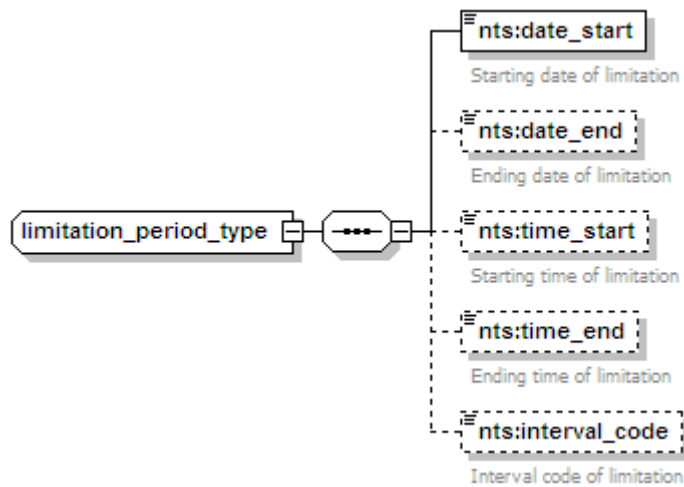 nts:date_start
Starting date of limitation
nts:date_end
Ending date of limitation
limitation_period_type
nts:time_start
Starting time of limitation
nts:time_end
Ending time of limitation
nts:interval_code
Interval code of limitation